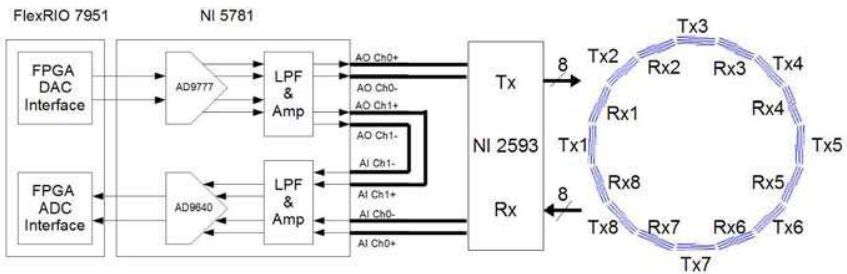 FlexRIO 7951
NI 5781
FPGA
DAC
Interface
AD9777
LPF
&
Amp
AO Ch0+
AO Ch0-
AO Ch1+
AO Ch1-
AI Ch1-
AI Ch1+
AI Ch0-
AI Ch0+
FPGA
ADC
Interface
AD9640
LPF
&
Amp
Tx
NI 2593
Rx
8
8
Tx3
Tx2
Rx2
Rx3
Tx4
Rx1
Rx4
Tx1
Tx5
Rx8
Rx5
Tx8
Rx7
Rx6
Tx6
Tx7